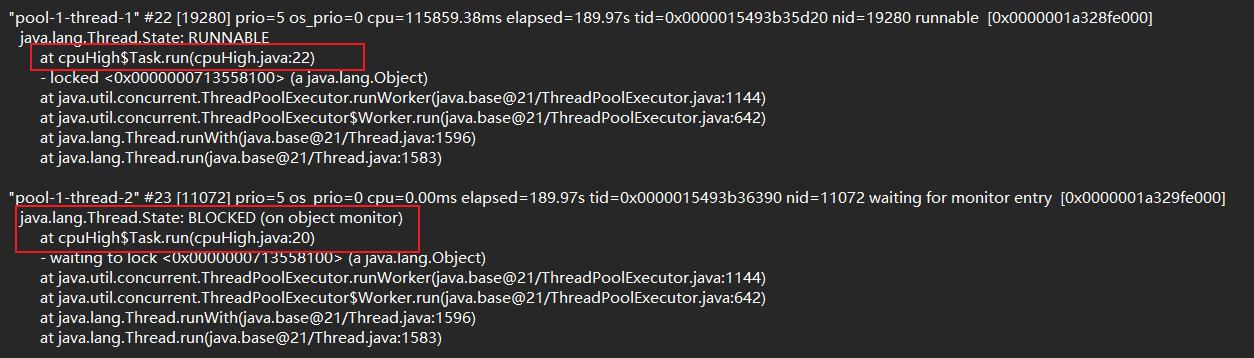 "pool-1-thread-1" #22 [19280] prio=5 os_prio=0 cpu=115859.38ms elapsed=189.97s tid=0x0000015493b35d20 nid=19280 runnable  [0x0000001a328fe000]
java.lang.Thread.State: RUNNABLE
at cpuHigh$Task.run(cpuHigh.java:22)
- locked <0x0000000713558100> (a java.lang.Object)
at java.util.concurrent.ThreadPoolExecutor.runWorker(java.base@21/ThreadPoolExecutor.java:1144)
at java.util.concurrent.ThreadPoolExecutor$Worker.run(java.base@21/ThreadPoolExecutor.java:642)
at java.lang.Thread.runWith(java.base@21/Thread.java:1596)
at java.lang.Thread.run(java.base@21/Thread.java:1583)
"pool-1-thread-2" #23 [11072] prio=5 os_prio=0 cpu=0.00ms elapsed=189.97s tid=0x0000015493b36390 nid=11072 waiting for monitor entry  [0x0000001a329fe000]
java.lang.Thread.State: BLOCKED (on object monitor)
at cpuHigh$Task.run(cpuHigh.java:20)
- waiting to lock <0x0000000713558100> (a java.lang.Object)
at java.util.concurrent.ThreadPoolExecutor.runWorker(java.base@21/ThreadPoolExecutor.java:1144)
at java.util.concurrent.ThreadPoolExecutor$Worker.run(java.base@21/ThreadPoolExecutor.java:642)
at java.lang.Thread.runWith(java.base@21/Thread.java:1596)
at java.lang.Thread.run(java.base@21/Thread.java:1583)